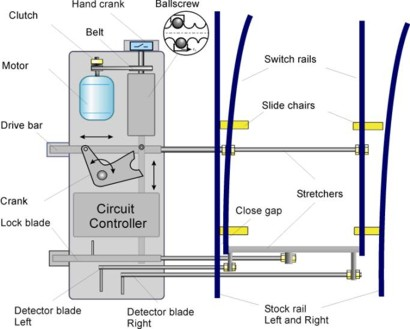 Hand crank
Ballscrew
Clutch
Belt
Motor
Switch rails
Slide chairs
Drive bar
Crank
Stretchers
Circuit
Controller
Close gap
Lock blade
Detector blade
Left
Detector blade
Right
Stock rail
Left and Right